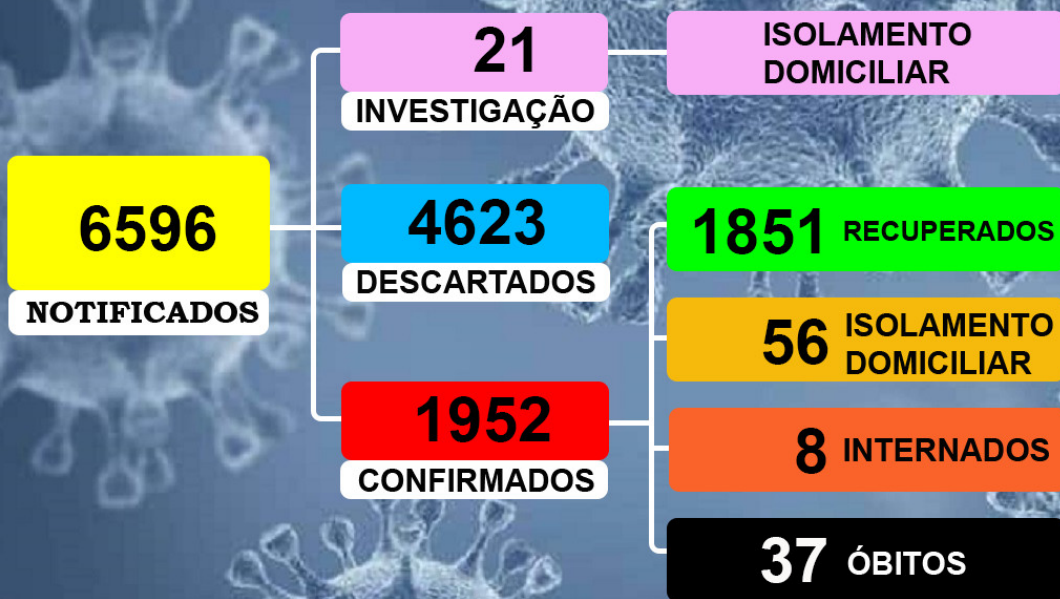 6596
NOTIFICADOS
21
INVESTIGAÇÃO
ISOLAMENTO
DOMICILIAR
4623
DESCARTADOS
1952
CONFIRMADOS
1851 RECUPERADOS
56 ISOLAMENTO
DOMICILIAR
8 INTERNADOS
37 ÓBITOS